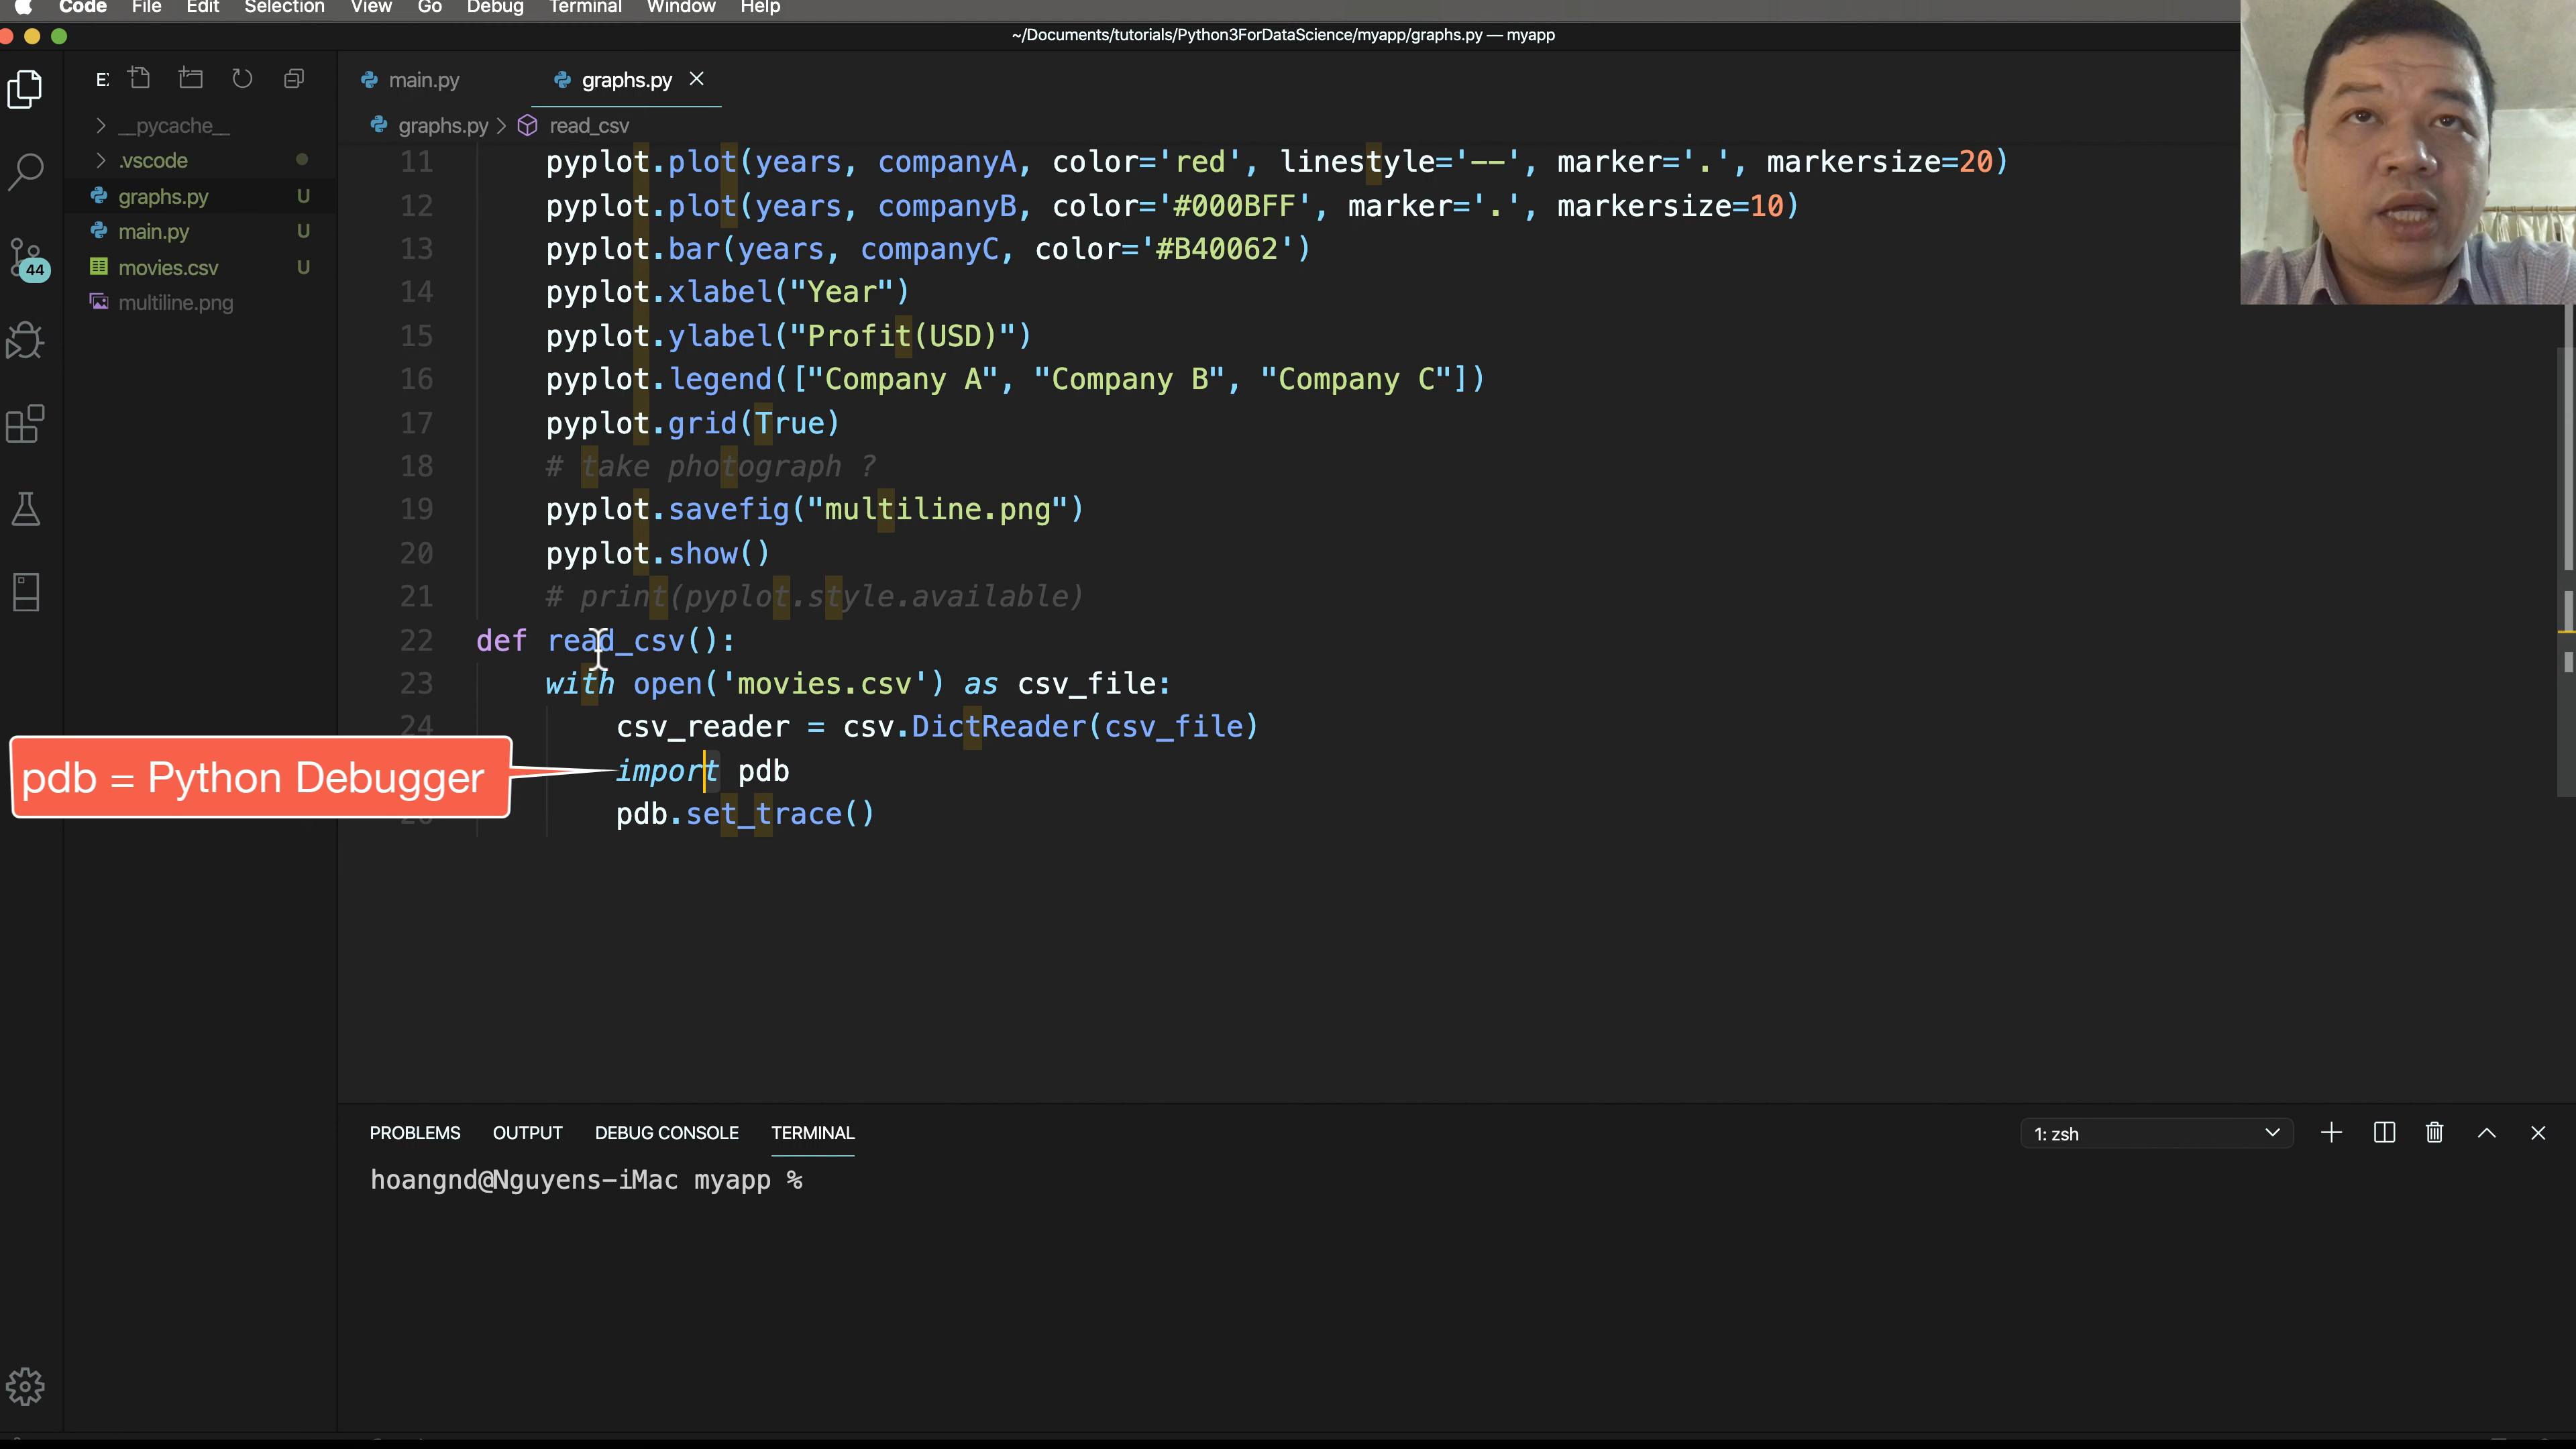 Code File Edit Selection View Go Debug Terminal Window Help
~/Documents/tutorials/Python3ForDataScience/myapp/graphs.py — myapp
main.py graphs.py
graphs.py > read_csv
__pycache__
.vscode
graphs.py U
main.py U
movies.csv U
multiline.png
44
11 pyplot.plot(years, companyA, color='red', linestyle='--', marker='.', markersize=20)
12 pyplot.plot(years, companyB, color='#000BFF', marker='.', markersize=10)
13 pyplot.bar(years, companyC, color='#B40062')
14 pyplot.xlabel("Year")
15 pyplot.ylabel("Profit(USD)")
16 pyplot.legend(["Company A", "Company B", "Company C"])
17 pyplot.grid(True)
18 # take photograph ?
19 pyplot.savefig("multiline.png")
20 pyplot.show()
21 # print(pyplot.style.available)
22 def read_csv():
23 with open('movies.csv') as csv_file:
24 csv_reader = csv.DictReader(csv_file)
import pdb
pdb.set_trace()
pdb = Python Debugger
PROBLEMS OUTPUT DEBUG CONSOLE TERMINAL
1: zsh
hoangnd@Nguyens-iMac myapp %